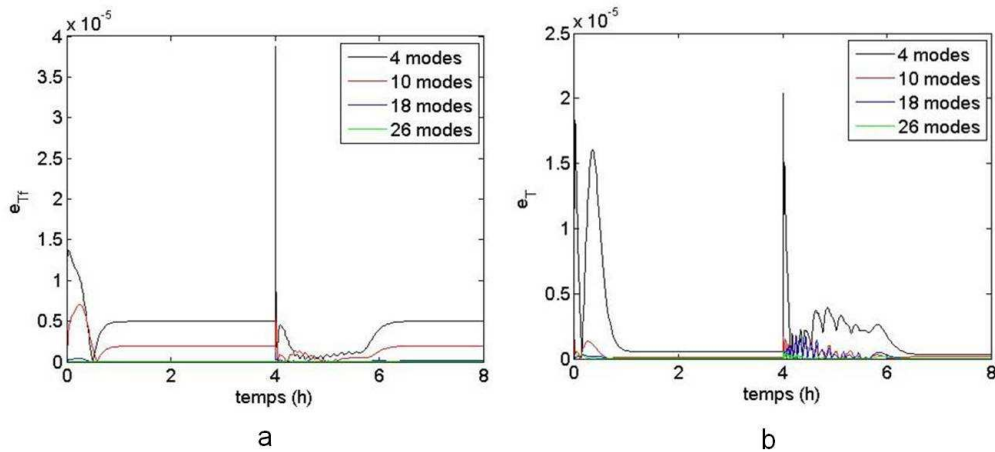 x 10⁻⁵
4
3.5
3
2.5
2
1.5
1
0.5
0
0 2 4 6 8
e_Tf
temps (h)
4 modes
10 modes
18 modes
26 modes
a
x 10⁻⁵
2.5
2
1.5
1
0.5
0
0 2 4 6 8
e_T
temps (h)
4 modes
10 modes
18 modes
26 modes
b